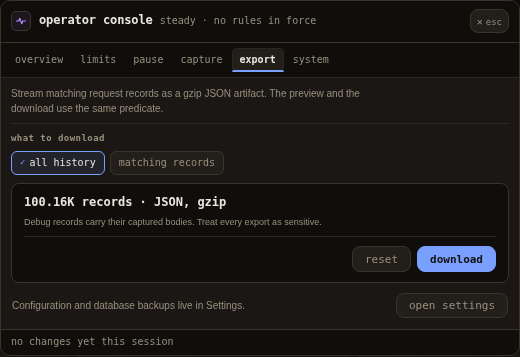 operator console steady · no rules in force × esc
overview limits pause capture export system
Stream matching request records as a gzip JSON artifact. The preview and the
download use the same predicate.
what to download
✓ all history matching records
100.16K records · JSON, gzip
Debug records carry their captured bodies. Treat every export as sensitive.
reset download
Configuration and database backups live in Settings. open settings
no changes yet this session